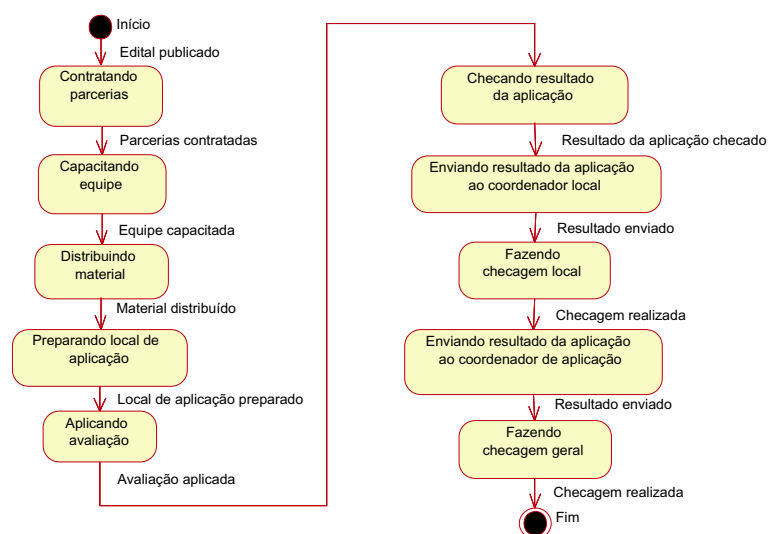 Início
Edital publicado
Contratando
parcerias
Parcerias contratadas
Capacitando
equipe
Equipe capacitada
Distribuindo
material
Material distribuído
Preparando local de
aplicação
Local de aplicação preparado
Aplicando
avaliação
Avaliação aplicada
Checando resultado
da aplicação
Resultado da aplicação checado
Enviando resultado da aplicação
ao coordenador local
Resultado enviado
Fazendo
checagem local
Checagem realizada
Enviando resultado da aplicação
ao coordenador de aplicação
Resultado enviado
Fazendo
checagem geral
Checagem realizada
Fim